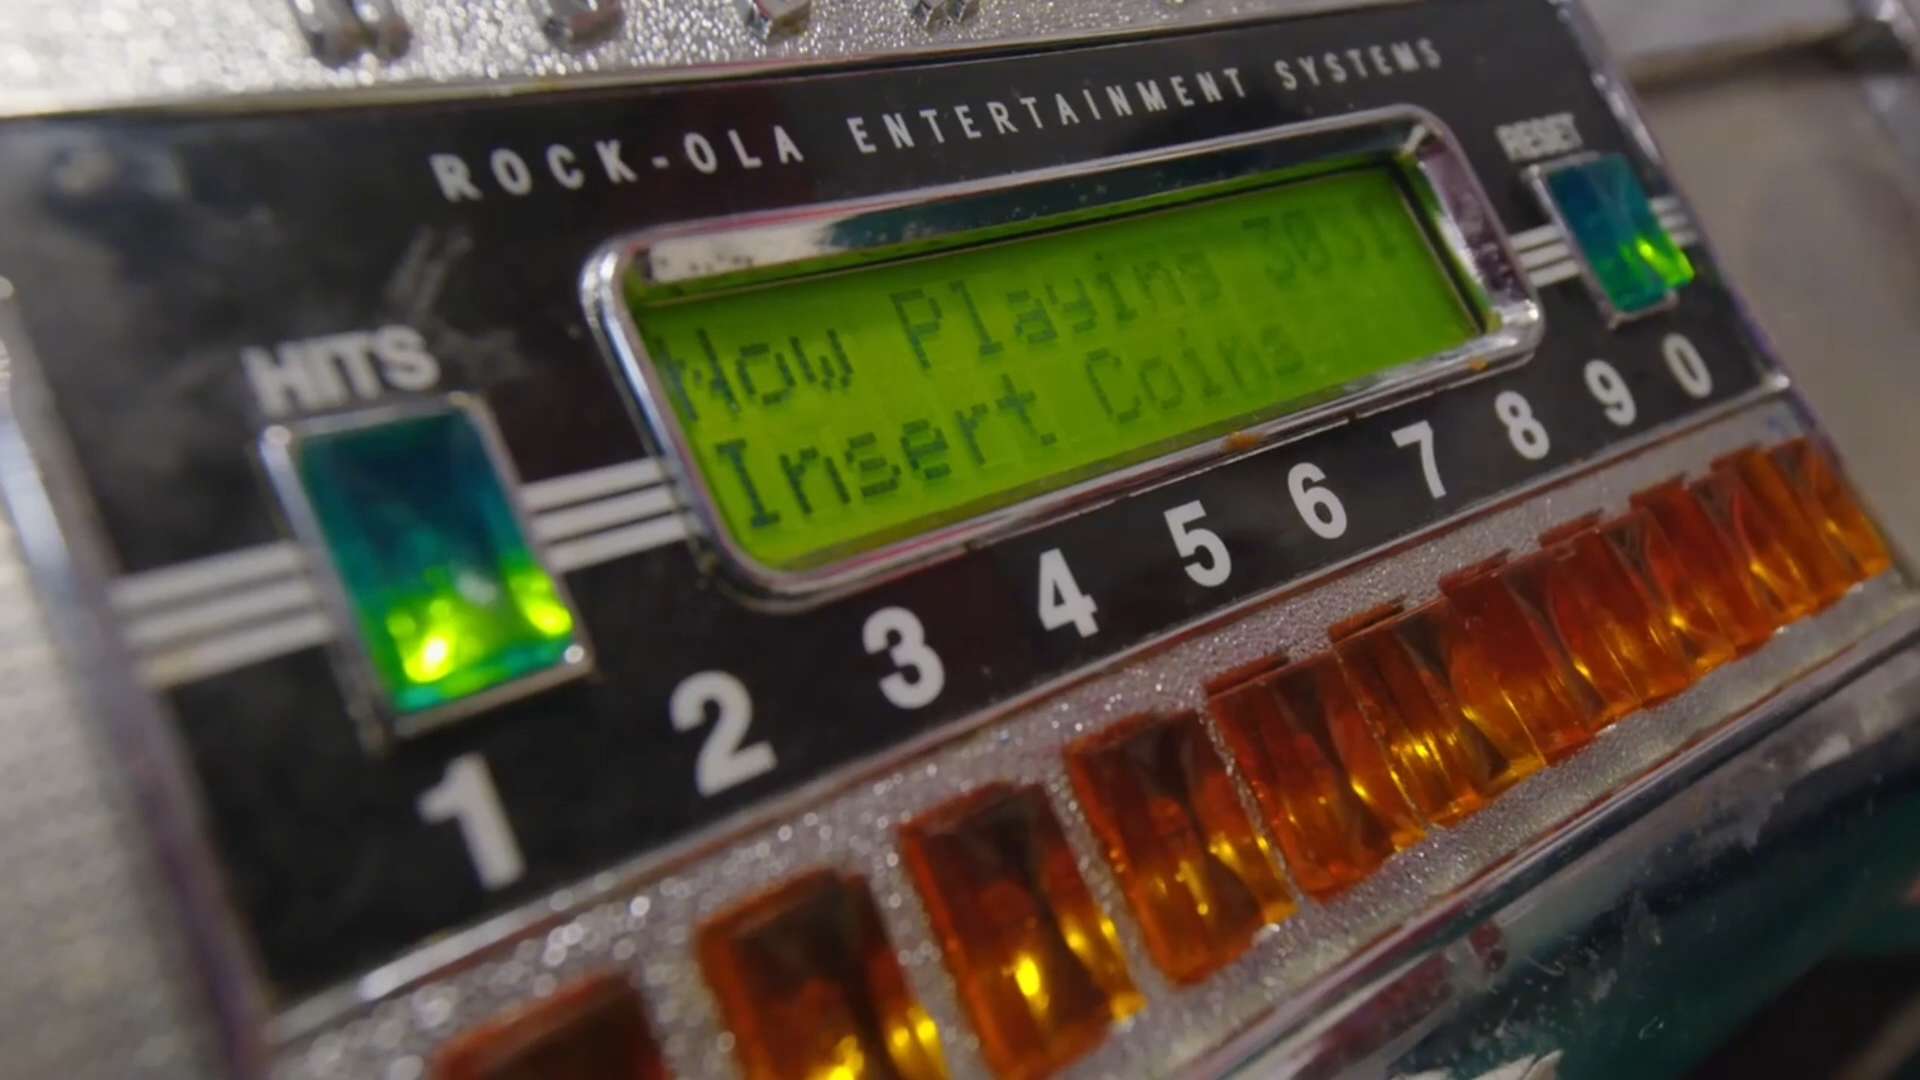 ROCK-OLA ENTERTAINMENT SYSTEMS
RESET
HITS
Now Playing 3031
Insert Coins
1 2 3 4 5 6 7 8 9 0